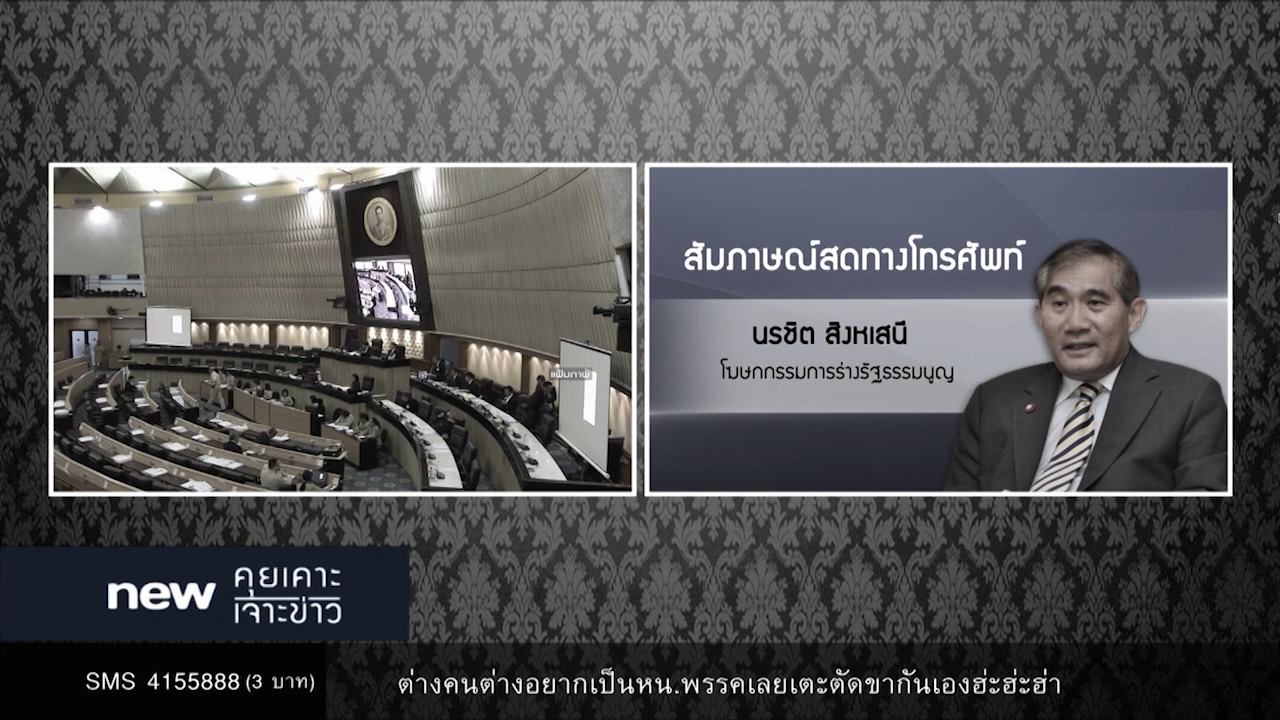 แฟ้มภาพ
สัมภาษณ์สดทางโทรศัพท์
นรชิต สิงหเสนี
โฆษกกรรมการร่างรัฐธรรมนูญ
new คุยเคาะ
เจาะข่าว
SMS 4155888 (3 บาท)
ต่างคนต่างอยากเป็นหน.พรรคเลยเตะตัดขากันเองฮ่ะฮ่ะฮ่า